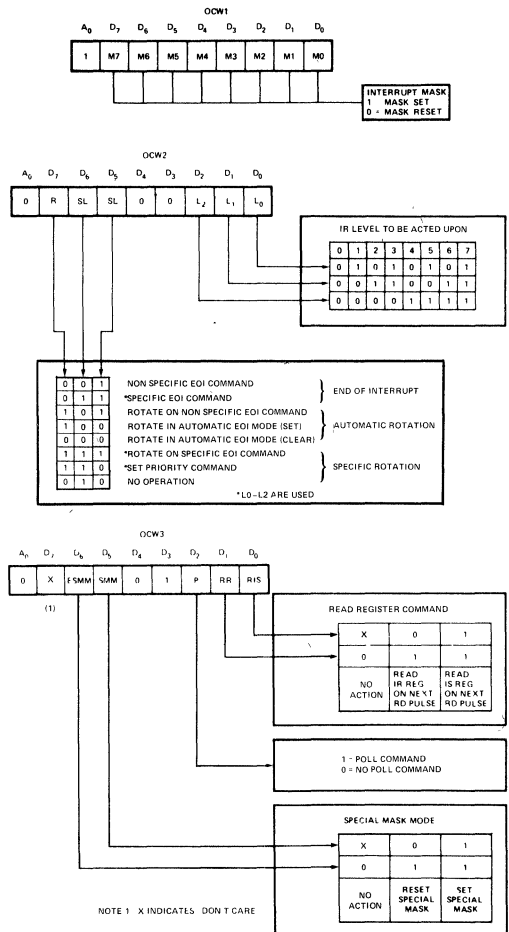 OCW1
A0 D7 D6 D5 D4 D3 D2 D1 D0
1 M7 M6 M5 M4 M3 M2 M1 M0
INTERRUPT MASK
1 MASK SET
0 = MASK RESET
OCW2
A0 D7 D6 D5 D4 D3 D2 D1 D0
0 R SL SL 0 0 L2 L1 L0
IR LEVEL TO BE ACTED UPON
0 1 2 3 4 5 6 7
0 1 0 1 0 1 0 1
0 0 1 1 0 0 1 1
0 0 0 0 1 1 1 1
0 0 1 NON SPECIFIC EOI COMMAND
0 1 1 *SPECIFIC EOI COMMAND
END OF INTERRUPT
1 0 1 ROTATE ON NON SPECIFIC EOI COMMAND
1 0 0 ROTATE IN AUTOMATIC EOI MODE (SET)
0 0 0 ROTATE IN AUTOMATIC EOI MODE (CLEAR)
AUTOMATIC ROTATION
1 1 1 *ROTATE ON SPECIFIC EOI COMMAND
1 1 0 *SET PRIORITY COMMAND
0 1 0 NO OPERATION
SPECIFIC ROTATION
*L0-L2 ARE USED
OCW3
A0 D7 D6 D5 D4 D3 D2 D1 D0
0 X ESMM SMM 0 1 P RR RIS
(1)
READ REGISTER COMMAND
X 0 1
0 1 1
NO ACTION
READ IR REG ON NEXT RD PULSE
READ IS REG ON NEXT RD PULSE
1 = POLL COMMAND
0 = NO POLL COMMAND
SPECIAL MASK MODE
X 0 1
0 1 1
NO ACTION
RESET SPECIAL MASK
SET SPECIAL MASK
NOTE 1 X INDICATES DON T CARE